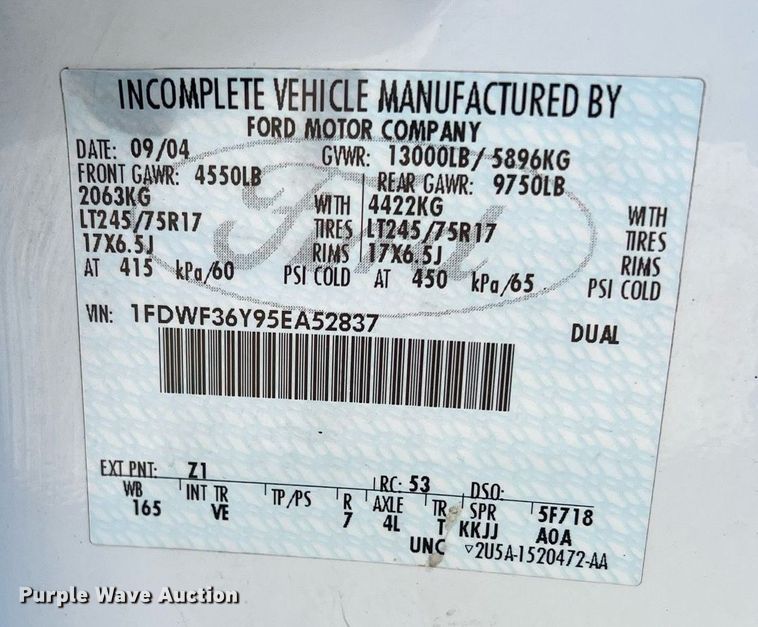 INCOMPLETE VEHICLE MANUFACTURED BY
FORD MOTOR COMPANY
DATE: 09/04 GVWR: 13000LB/ 5896KG
FRONT GAWR: 4550LB REAR GAWR: 9750LB
2063KG WITH 4422KG WITH
LT245/75R17 TIRES LT245/75R17 TIRES
17X6.5J RIMS 17X6.5J RIMS
AT 415 kPa/60 PSI COLD AT 450 kPa/65 PSI COLD
Ford
VIN: 1FDWF36Y95EA52837
DUAL
EXT PNT: Z1 RC: 53 DSO:
WB INT TR TP/PS R AXLE TR SPR 5F718
165 VE 7 4L T KKJJ A0A
UNC ▽2U5A-1520472-AA
Purple Wave Auction